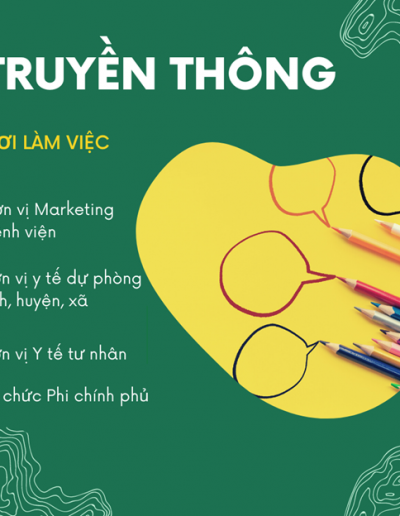 TRUYỀN THÔNG
ƠI LÀM VIỆC
ơn vị Marketing
ệnh viện
ơn vị y tế dự phòng
h, huyện, xã
ơn vị Y tế tư nhân
chức Phi chính phủ